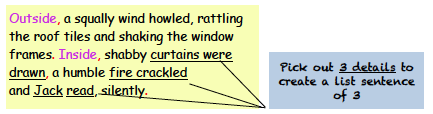 Outside, a squally wind howled, rattling
the roof tiles and shaking the window
frames. Inside, shabby curtains were
drawn, a humble fire crackled
and Jack read, silently.
Pick out 3 details to
create a list sentence
of 3